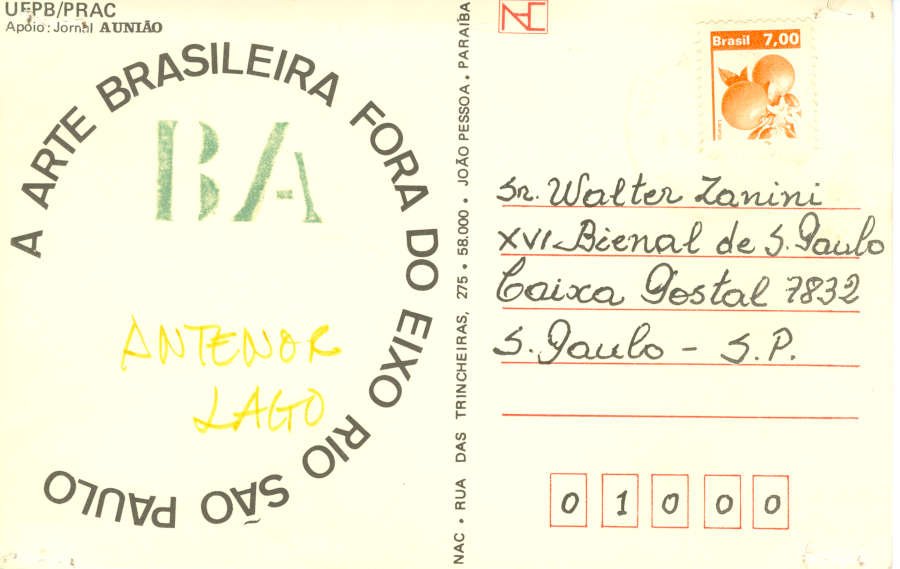 UFPB/PRAC
Apoio: Jornal A UNIÃO
A ARTE BRASILEIRA FORA DO EIXO RIO SÃO PAULO
BA
ANTENOR
LAGO
NAC • RUA DAS TRINCHEIRAS, 275 • 58.000 • JOÃO PESSOA • PARAÍBA
Brasil 7,00
Sr. Walter Zanini
XVI Bienal de S. Paulo
Caixa Postal 7832
S. Paulo - S.P.
0 1 0 0 0